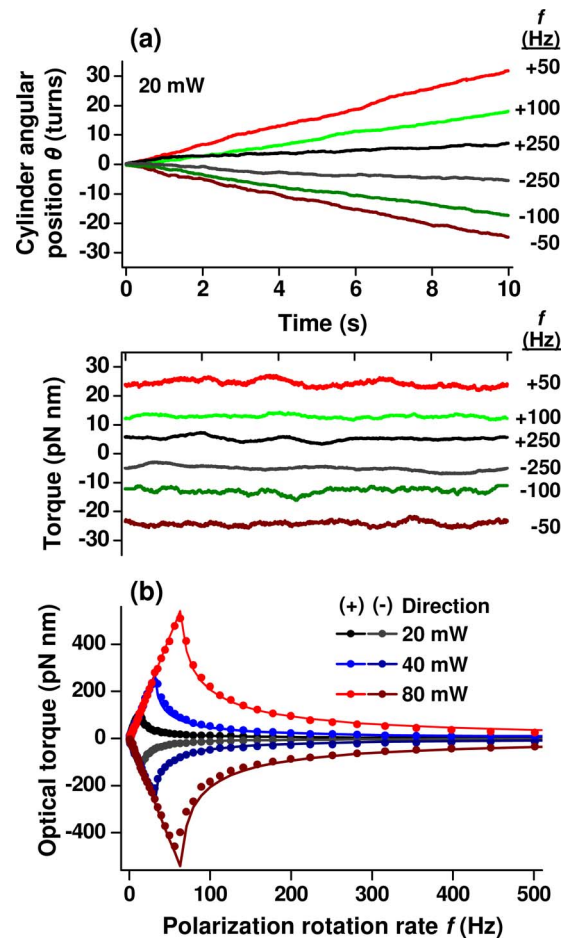 (a)
f
(Hz)
20 mW
30
20
10
0
-10
-20
-30
Cylinder angular
position θ (turns)
+50
+100
+250
-250
-100
-50
0 2 4 6 8 10
Time (s)
f
(Hz)
30
20
10
0
-10
-20
-30
Torque (pN nm)
+50
+100
+250
-250
-100
-50
(b)
(+) (-) Direction
20 mW
40 mW
80 mW
400
200
0
-200
-400
Optical torque (pN nm)
0 100 200 300 400 500
Polarization rotation rate f (Hz)